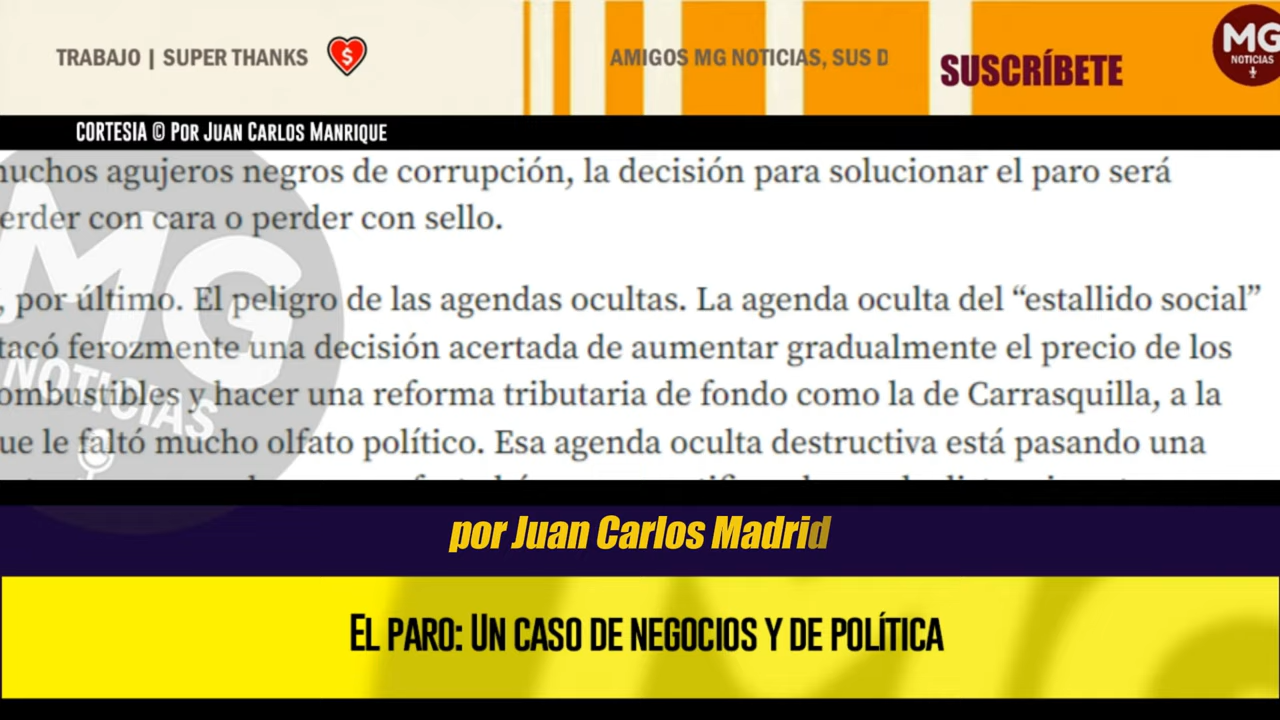 TRABAJO | SUPER THANKS
AMIGOS MG NOTICIAS, SUS D
SUSCRÍBETE
MG
NOTICIAS
CORTESIA © POR JUAN CARLOS MANRIQUE
muchos agujeros negros de corrupción, la decisión para solucionar el paro será
erder con cara o perder con sello.
, por último. El peligro de las agendas ocultas. La agenda oculta del “estallido social”
tacó ferozmente una decisión acertada de aumentar gradualmente el precio de los
ombustibles y hacer una reforma tributaria de fondo como la de Carrasquilla, a la
ue le faltó mucho olfato político. Esa agenda oculta destructiva está pasando una
MG
NOTICIAS
por Juan Carlos Madrid
EL PARO: UN CASO DE NEGOCIOS Y DE POLÍTICA